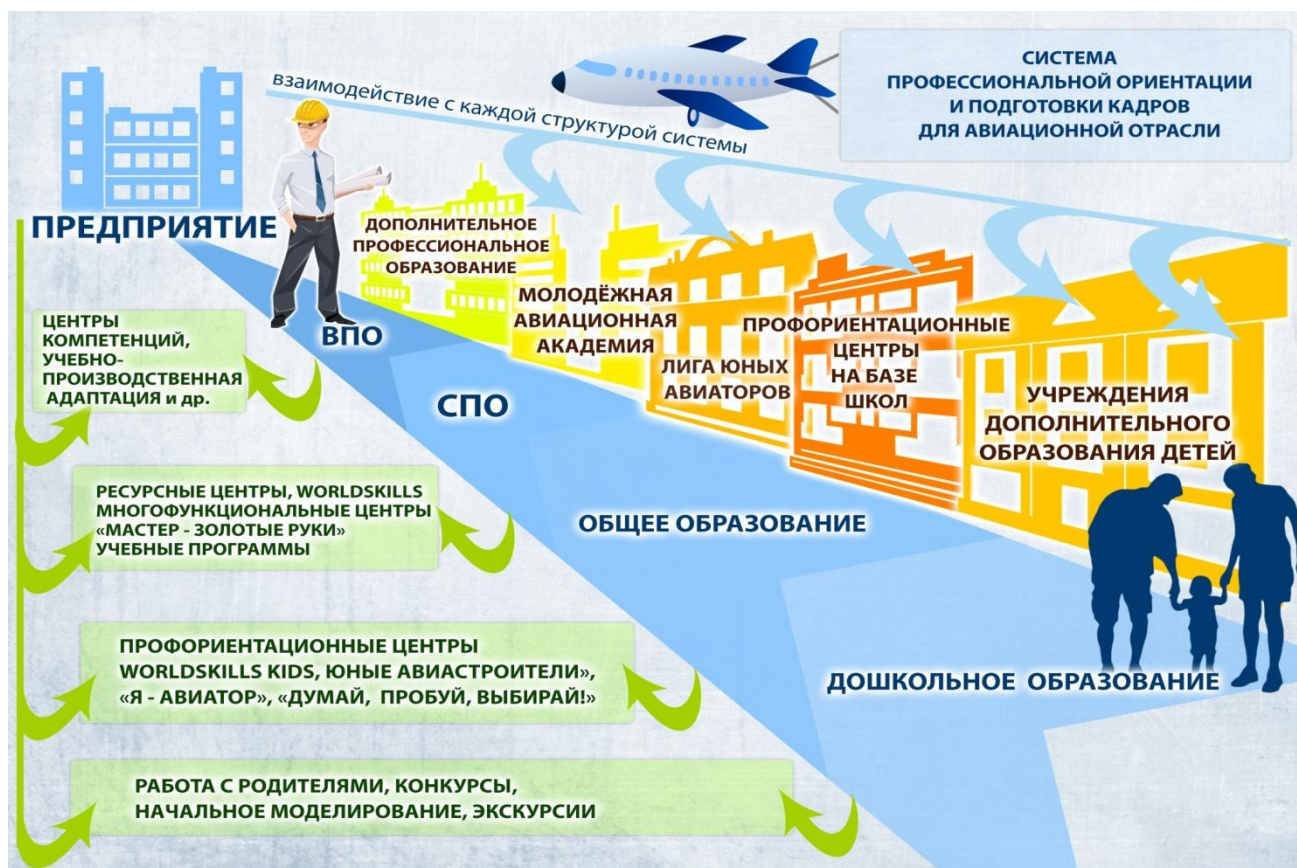 СИСТЕМА
ПРОФЕССИОНАЛЬНОЙ ОРИЕНТАЦИИ
И ПОДГОТОВКИ КАДРОВ
ДЛЯ АВИАЦИОННОЙ ОТРАСЛИ
взаимодействие с каждой структурой системы
ПРЕДПРИЯТИЕ
ДОПОЛНИТЕЛЬНОЕ
ПРОФЕССИОНАЛЬНОЕ
ОБРАЗОВАНИЕ
МОЛОДЁЖНАЯ
АВИАЦИОННАЯ
АКАДЕМИЯ
ЛИГА ЮНЫХ
АВИАТОРОВ
ПРОФОРИЕНТАЦИОННЫЕ
ЦЕНТРЫ
НА БАЗЕ
ШКОЛ
УЧРЕЖДЕНИЯ
ДОПОЛНИТЕЛЬНОГО
ОБРАЗОВАНИЯ ДЕТЕЙ
ВПО
СПО
ОБЩЕЕ ОБРАЗОВАНИЕ
ДОШКОЛЬНОЕ ОБРАЗОВАНИЕ
ЦЕНТРЫ
КОМПЕТЕНЦИЙ,
УЧЕБНО-
ПРОИЗВОДСТВЕННАЯ
АДАПТАЦИЯ и др.
РЕСУРСНЫЕ ЦЕНТРЫ, WORLDSKILLS
МНОГОФУНКЦИОНАЛЬНЫЕ ЦЕНТРЫ
«МАСТЕР - ЗОЛОТЫЕ РУКИ»
УЧЕБНЫЕ ПРОГРАММЫ
ПРОФОРИЕНТАЦИОННЫЕ ЦЕНТРЫ
WORLDSKILLS KIDS, ЮНЫЕ АВИАСТРОИТЕЛИ»,
«Я - АВИАТОР», «ДУМАЙ, ПРОБУЙ, ВЫБИРАЙ!»
РАБОТА С РОДИТЕЛЯМИ, КОНКУРСЫ,
НАЧАЛЬНОЕ МОДЕЛИРОВАНИЕ, ЭКСКУРСИИ